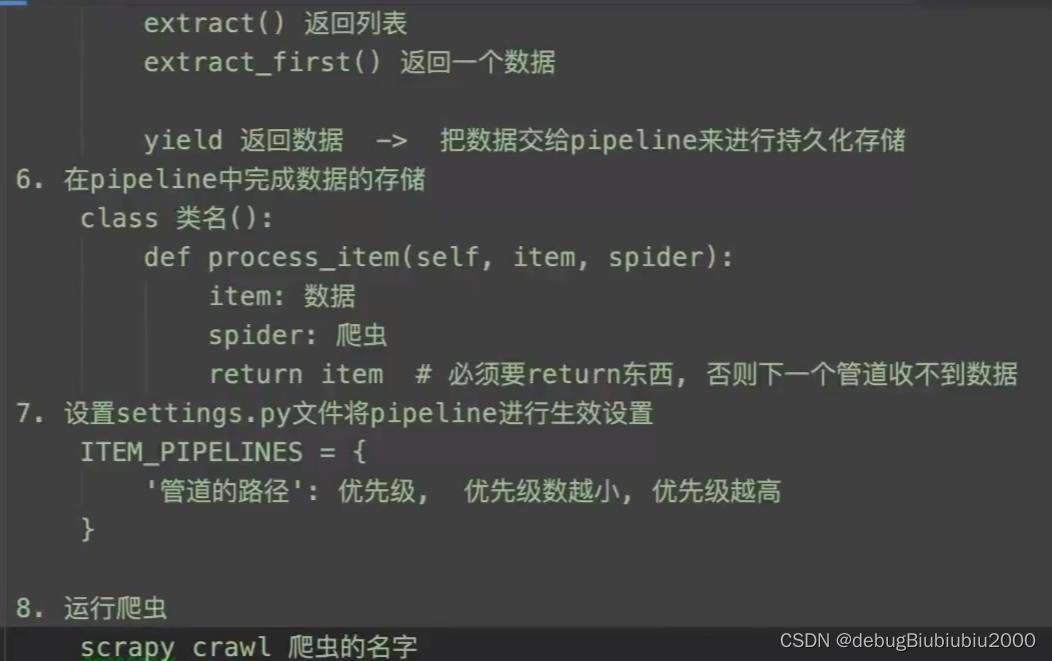 extract() 返回列表
extract_first() 返回一个数据
yield 返回数据 -> 把数据交给pipeline来进行持久化存储
6. 在pipeline中完成数据的存储
class 类名():
def process_item(self, item, spider):
item: 数据
spider: 爬虫
return item # 必须要return东西, 否则下一个管道收不到数据
7. 设置settings.py文件将pipeline进行生效设置
ITEM_PIPELINES = {
'管道的路径': 优先级, 优先级数越小, 优先级越高
}
8. 运行爬虫
scrapy crawl 爬虫的名字
CSDN @debugBiubiubiu2000